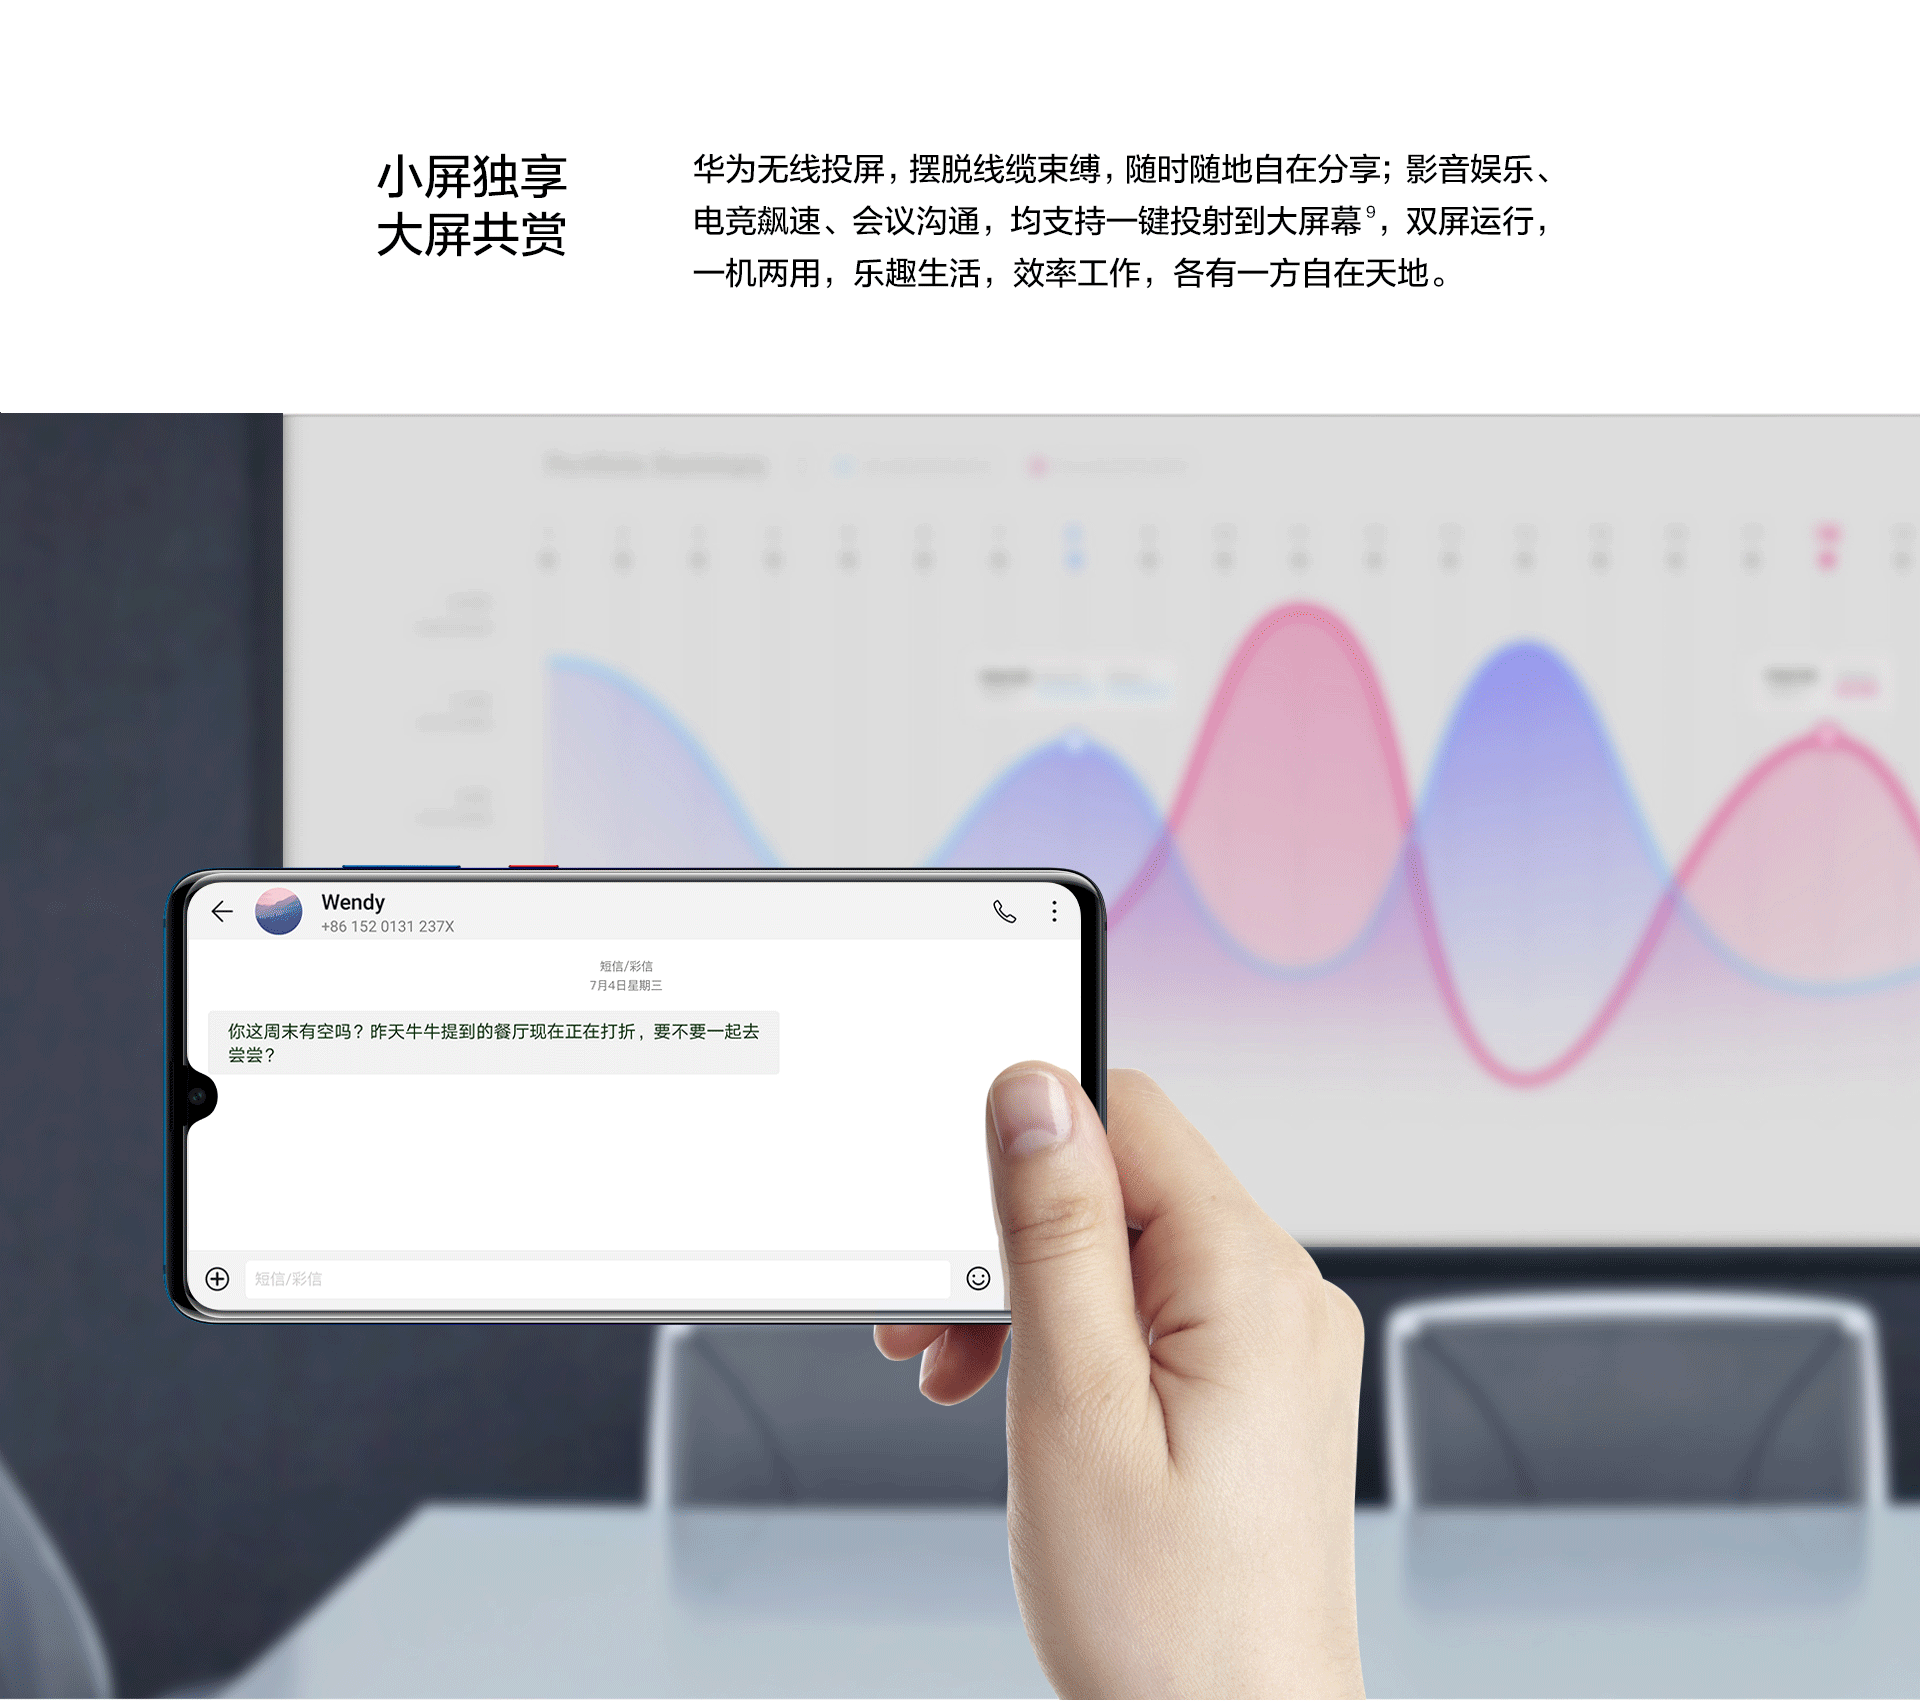 小屏独享
大屏共赏
华为无线投屏，摆脱线缆束缚，随时随地自在分享；影音娱乐、
电竞飙速、会议沟通，均支持一键投射到大屏幕⁹，双屏运行，
一机两用，乐趣生活，效率工作，各有一方自在天地。
Wendy
+86 152 0131 237X
短信/彩信
7月4日星期三
你这周末有空吗？昨天牛牛提到的餐厅现在正在打折，要不要一起去
尝尝？
短信/彩信